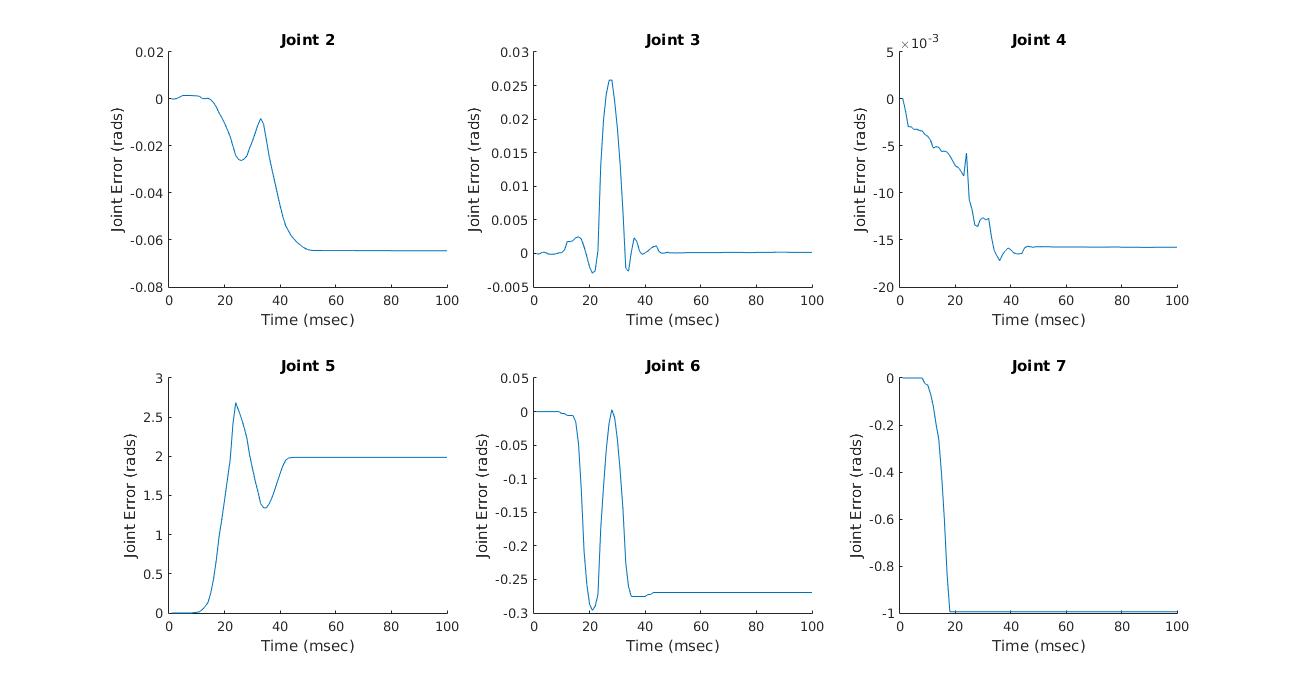 Joint 2
Joint 3
Joint 4
0.02
0
-0.02
-0.04
-0.06
-0.08
Joint Error (rads)
0 20 40 60 80 100
Time (msec)
0.03
0.025
0.02
0.015
0.01
0.005
0
-0.005
Joint Error (rads)
0 20 40 60 80 100
Time (msec)
×10-3
5
0
-5
-10
-15
-20
Joint Error (rads)
0 20 40 60 80 100
Time (msec)
Joint 5
Joint 6
Joint 7
3
2.5
2
1.5
1
0.5
0
Joint Error (rads)
0 20 40 60 80 100
Time (msec)
0.05
0
-0.05
-0.1
-0.15
-0.2
-0.25
-0.3
Joint Error (rads)
0 20 40 60 80 100
Time (msec)
0
-0.2
-0.4
-0.6
-0.8
-1
Joint Error (rads)
0 20 40 60 80 100
Time (msec)